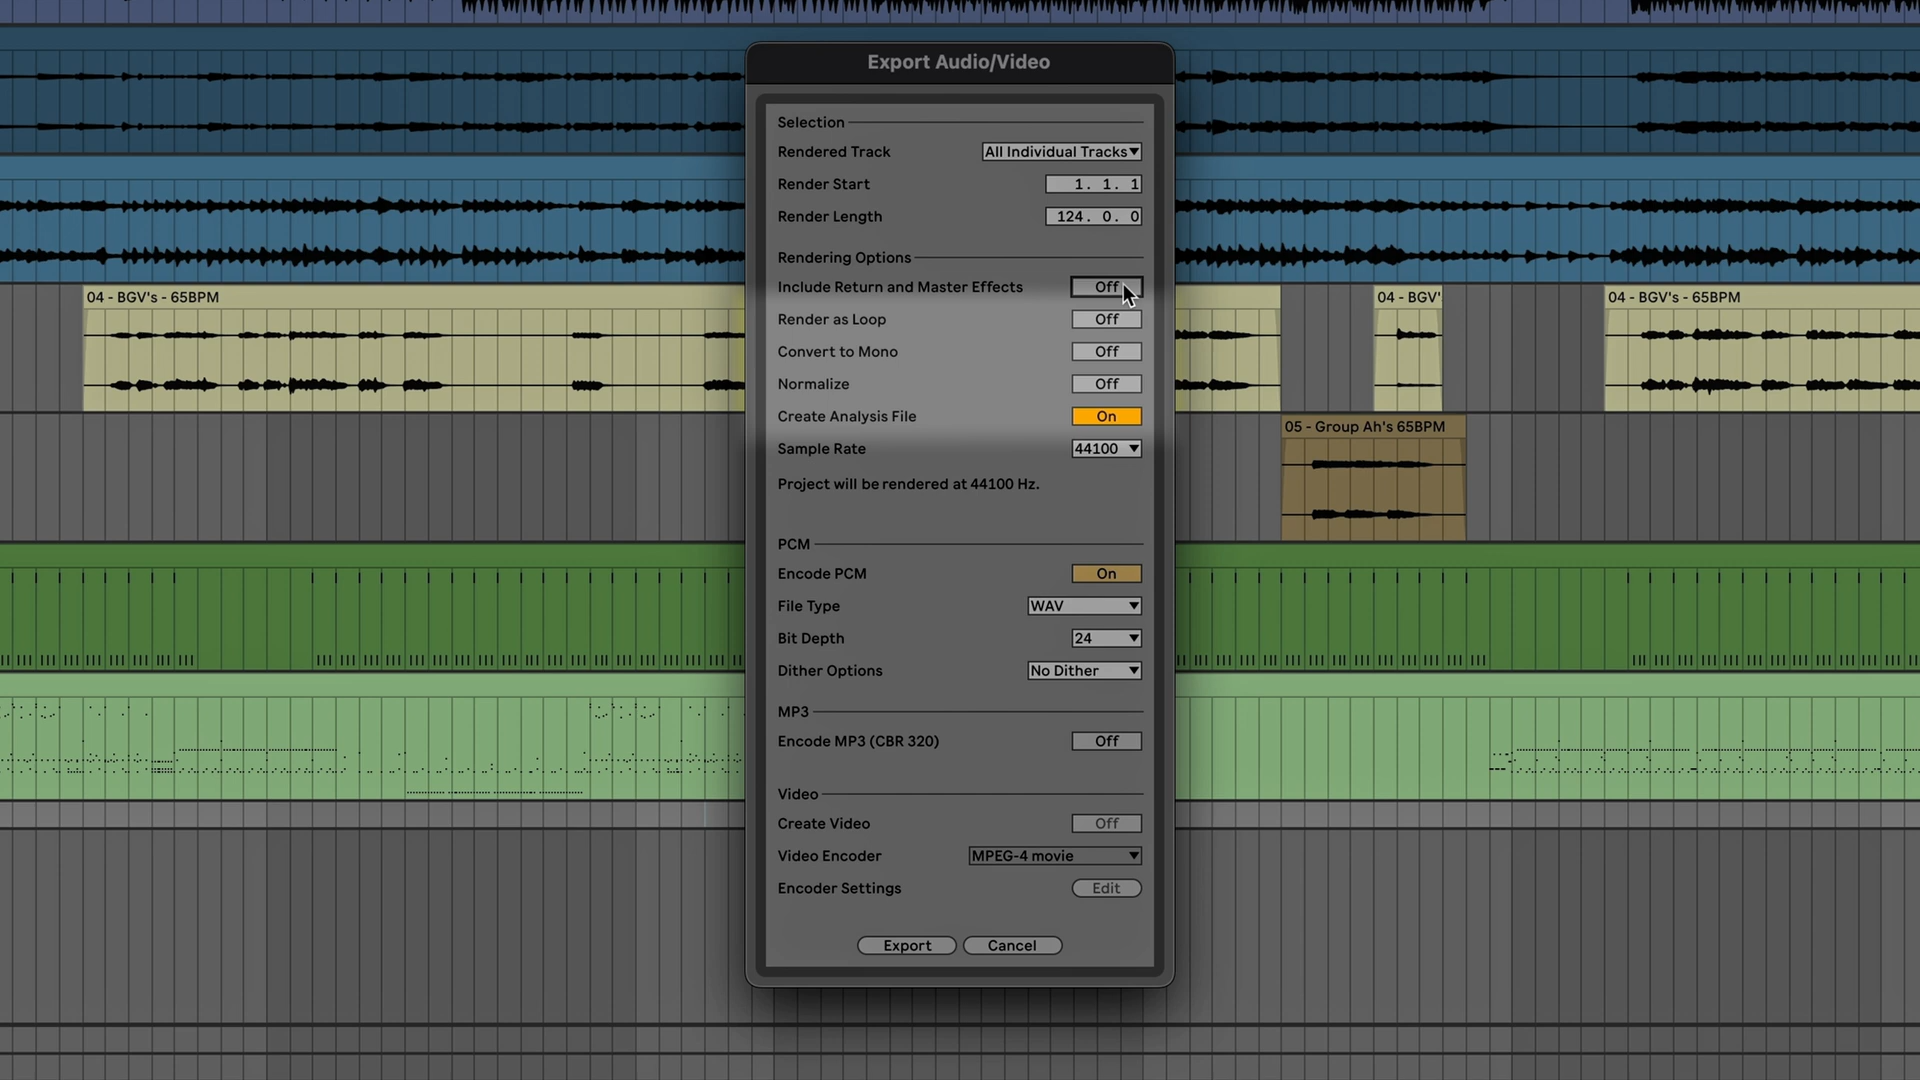 Export Audio/Video
Selection
Rendered Track All Individual Tracks
Render Start 1. 1. 1
Render Length 124. 0. 0
Rendering Options
Include Return and Master Effects Off
Render as Loop Off
Convert to Mono Off
Normalize Off
Create Analysis File On
Sample Rate 44100
Project will be rendered at 44100 Hz.
PCM
Encode PCM On
File Type WAV
Bit Depth 24
Dither Options No Dither
MP3
Encode MP3 (CBR 320) Off
Video
Create Video Off
Video Encoder MPEG-4 movie
Encoder Settings Edit
Export Cancel
04 - BGV's - 65BPM
04 - BGV'
04 - BGV's - 65BPM
05 - Group Ah's 65BPM